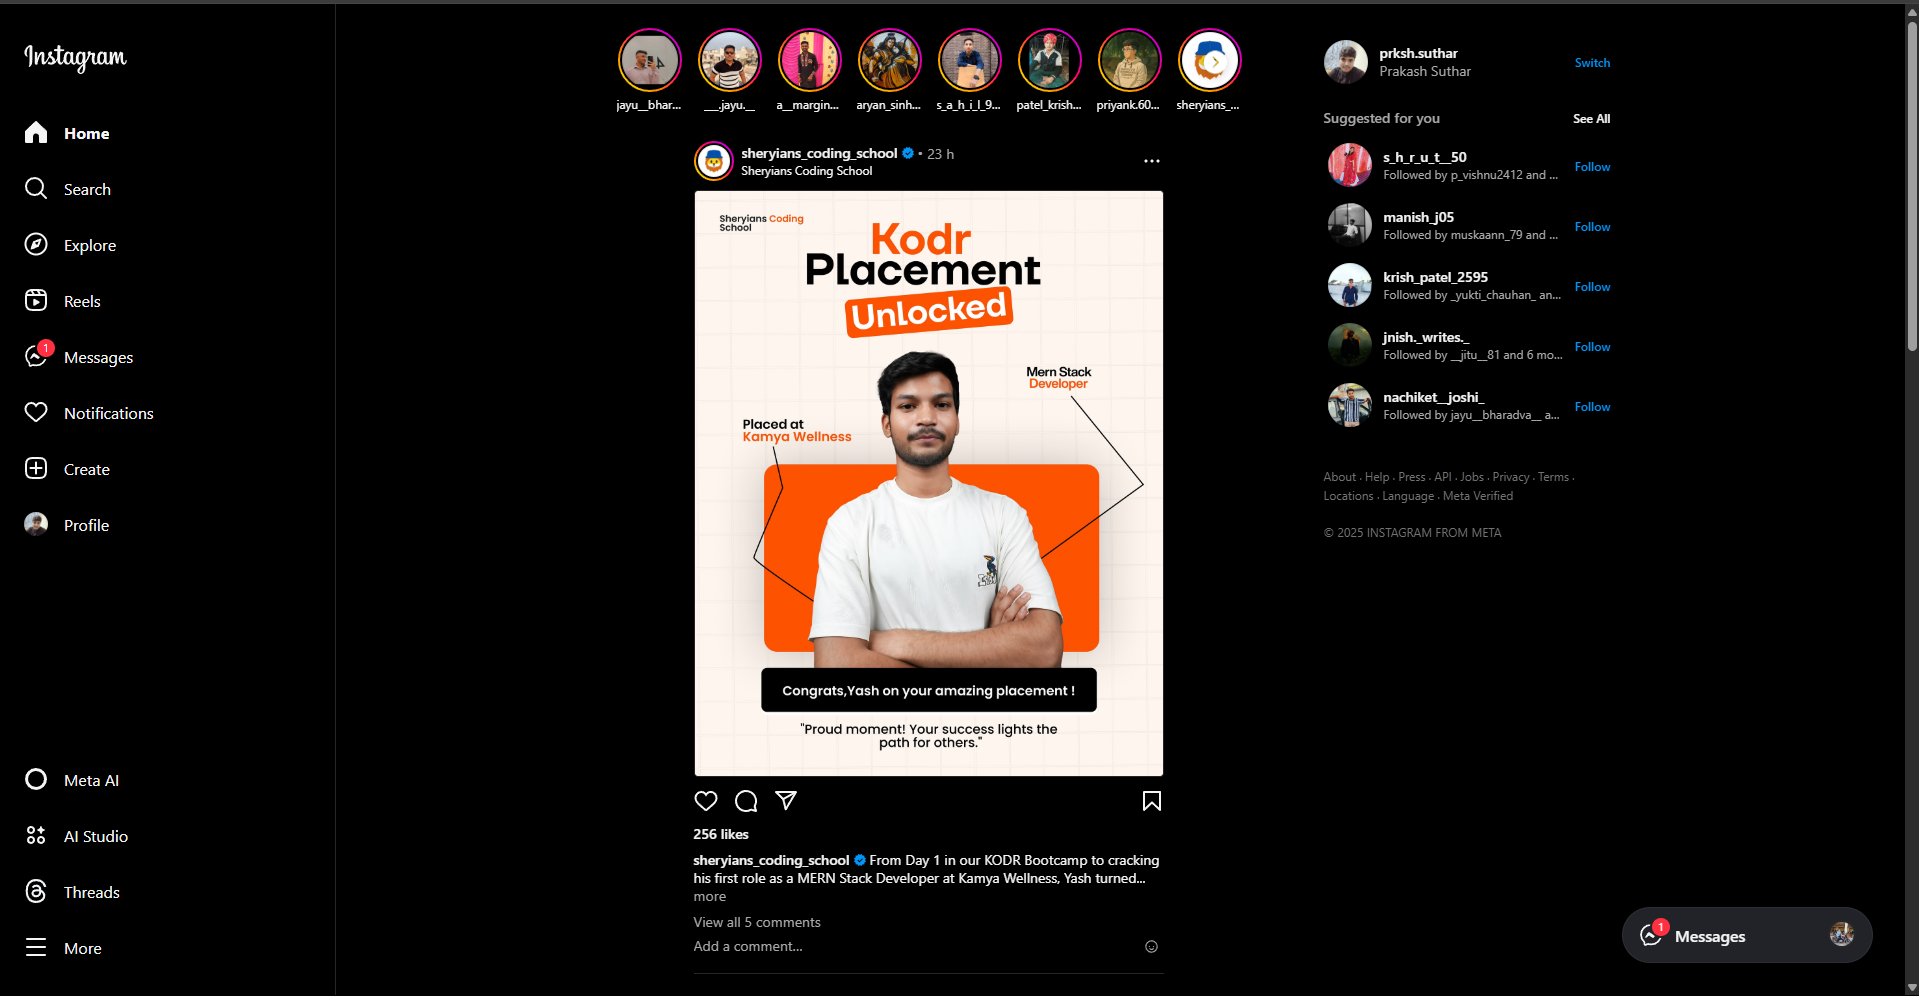 Instagram
Home
Search
Explore
Reels
1
Messages
Notifications
Create
Profile
Meta AI
AI Studio
Threads
More
jayu__bhar...
___.jayu.__
a__margin...
aryan_sinh...
s_a_h_i_l_9...
patel_krish...
priyank.60...
sheryians_...
sheryians_coding_school • 23 h
Sheryians Coding School
Sheryians Coding
School
Kodr
Placement
Unlocked
Mern Stack
Developer
Placed at
Kamya Wellness
Congrats,Yash on your amazing placement !
"Proud moment! Your success lights the
path for others."
256 likes
sheryians_coding_school From Day 1 in our KODR Bootcamp to cracking
his first role as a MERN Stack Developer at Kamya Wellness, Yash turned...
more
View all 5 comments
Add a comment...
prksh.suthar
Prakash Suthar
Switch
Suggested for you
See All
s_h_r_u_t__50
Followed by p_vishnu2412 and ...
Follow
manish_j05
Followed by muskaann_79 and ...
Follow
krish_patel_2595
Followed by _yukti_chauhan_ an...
Follow
jnish._writes._
Followed by __jitu__81 and 6 mo...
Follow
nachiket__joshi_
Followed by jayu__bharadva__ a...
Follow
About · Help · Press · API · Jobs · Privacy · Terms ·
Locations · Language · Meta Verified
© 2025 INSTAGRAM FROM META
1
Messages